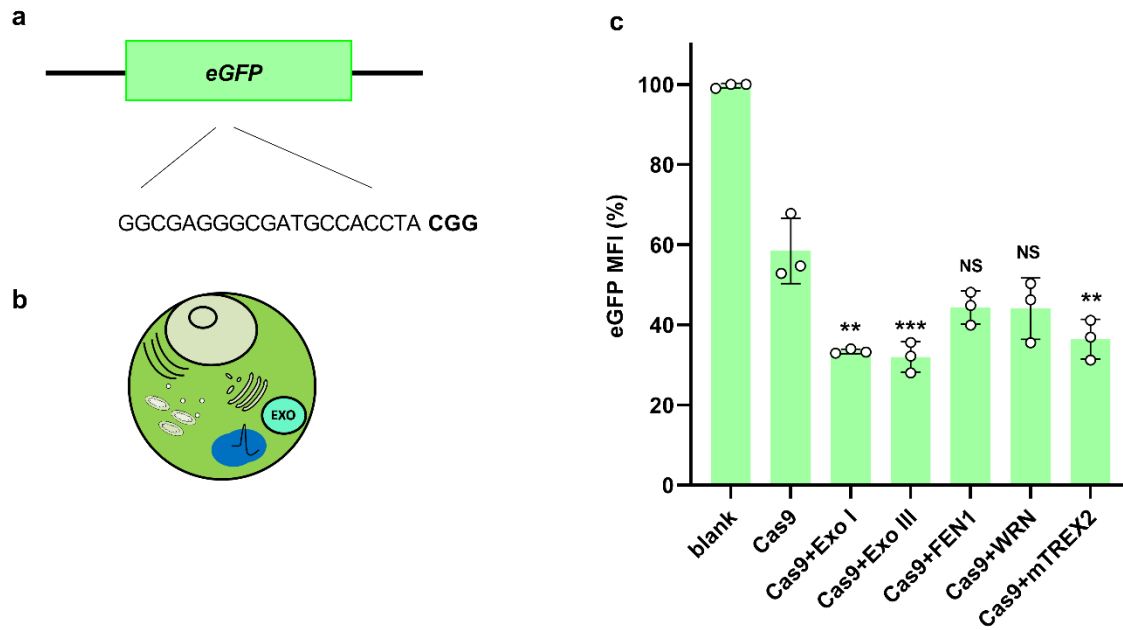 a
eGFP
GGCGAGGGCGATGCCACCTA CGG
b
EXO
c
eGFP MFI (%)
100
80
60
40
20
0
NS
NS
**
***
**
blank
Cas9
Cas9+Exo I
Cas9+Exo III
Cas9+FEN1
Cas9+WRN
Cas9+mTREX2